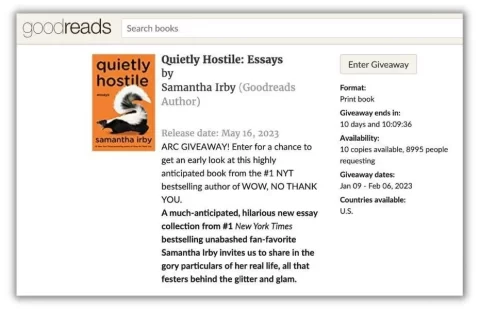 goodreads
Search books
quietly
hostile
essays
samantha irby
Quietly Hostile: Essays
by
Samantha Irby (Goodreads
Author)
Release date: May 16, 2023
ARC GIVEAWAY! Enter for a chance to
get an early look at this highly
anticipated book from the #1 NYT
bestselling author of WOW, NO THANK
YOU.
A much-anticipated, hilarious new essay
collection from #1 New York Times
bestselling unabashed fan-favorite
Samantha Irby invites us to share in the
gory particulars of her real life, all that
festers behind the glitter and glam.
Enter Giveaway
Format:
Print book
Giveaway ends in:
10 days and 10:09:36
Availability:
10 copies available, 8995 people
requesting
Giveaway dates:
Jan 09 - Feb 06, 2023
Countries available:
U.S.